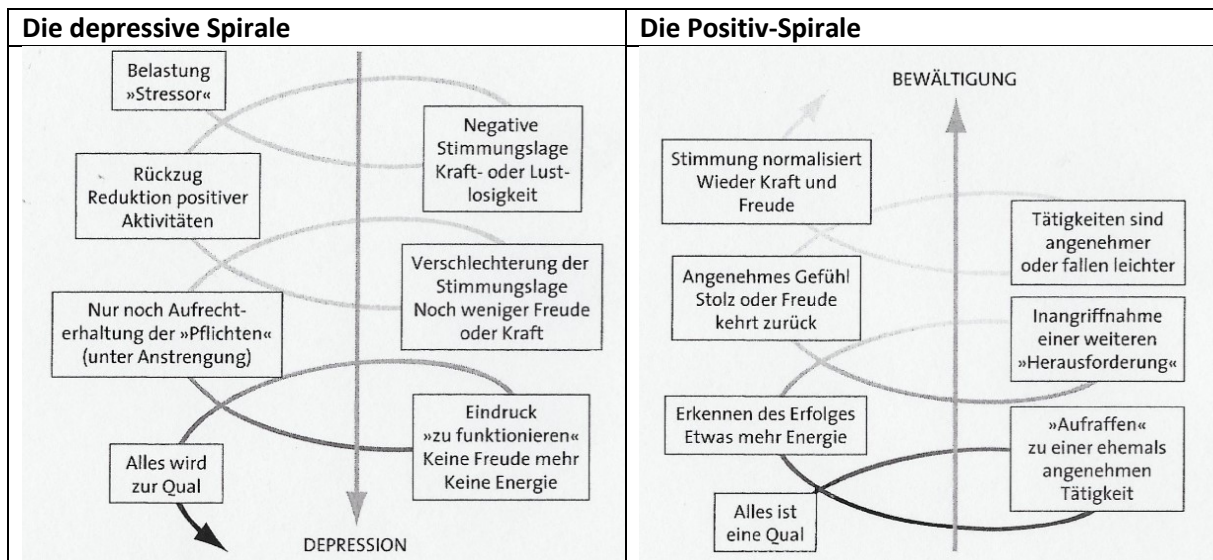 Die depressive Spirale
Belastung
»Stressor«
Negative
Stimmungslage
Kraft- oder Lust-
losigkeit
Rückzug
Reduktion positiver
Aktivitäten
Verschlechterung der
Stimmungslage
Noch weniger Freude
oder Kraft
Nur noch Aufrecht-
erhaltung der »Pflichten«
(unter Anstrengung)
Eindruck
»zu funktionieren«
Keine Freude mehr
Keine Energie
Alles wird
zur Qual
DEPRESSION
Die Positiv-Spirale
BEWÄLTIGUNG
Stimmung normalisiert
Wieder Kraft und
Freude
Tätigkeiten sind
angenehmer
oder fallen leichter
Angenehmes Gefühl
Stolz oder Freude
kehrt zurück
Inangriffnahme
einer weiteren
»Herausforderung«
Erkennen des Erfolges
Etwas mehr Energie
»Aufraffen«
zu einer ehemals
angenehmen
Tätigkeit
Alles ist
eine Qual